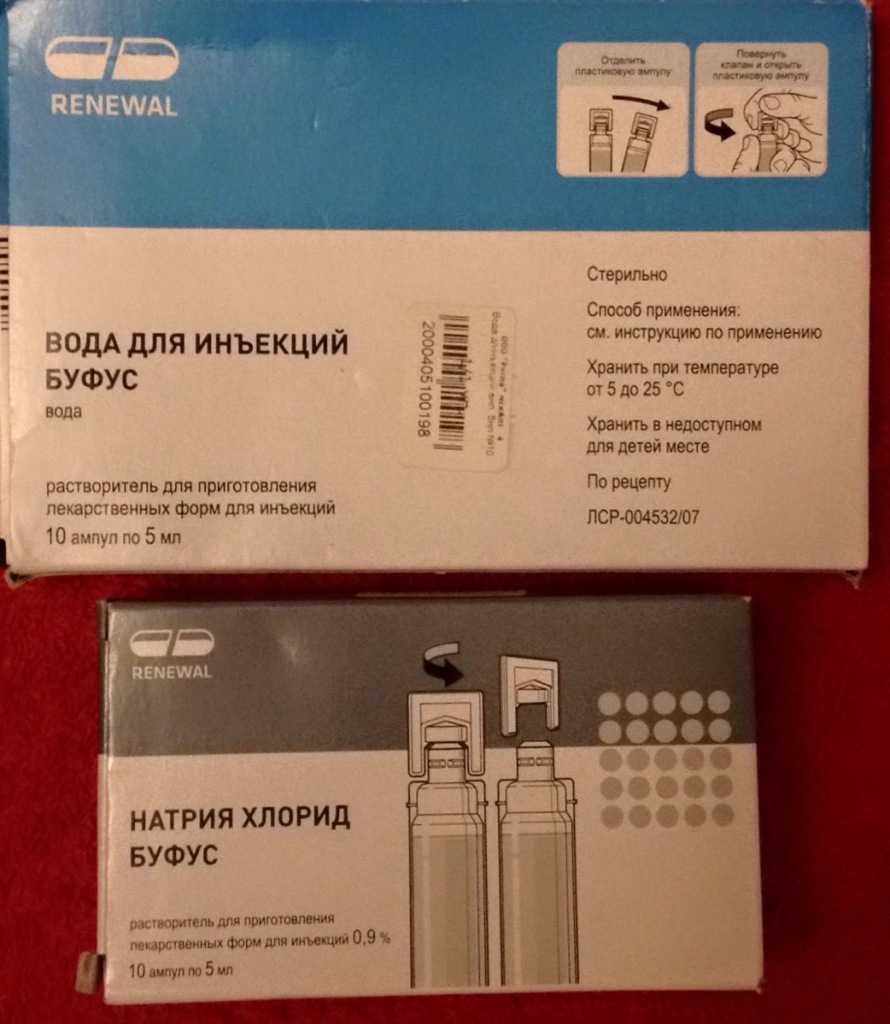 RENEWAL
Отделить
пластиковую ампулу
Повернуть
клапан и открыть
пластиковую ампулу
ВОДА ДЛЯ ИНЪЕКЦИЙ
БУФУС
вода
растворитель для приготовления
лекарственных форм для инъекций
10 ампул по 5 мл
2000405100198
Стерильно
Способ применения:
см. инструкцию по применению
Хранить при температуре
от 5 до 25 °C
Хранить в недоступном
для детей месте
По рецепту
ЛСР-004532/07
RENEWAL
НАТРИЯ ХЛОРИД
БУФУС
растворитель для приготовления
лекарственных форм для инъекций 0,9 %
10 ампул по 5 мл